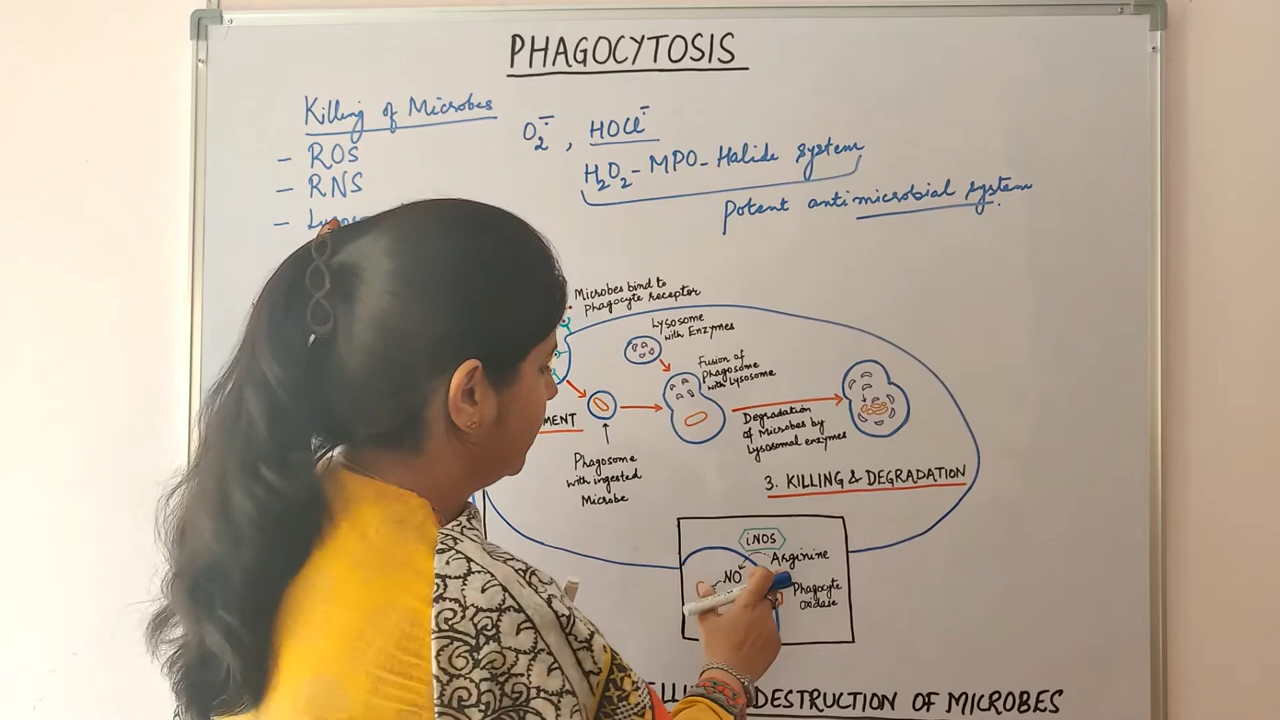 PHAGOCYTOSIS
Killing of Microbes
- ROS
- RNS
O₂⁻ , HOCl⁻
H₂O₂ - MPO - Halide system
Potent antimicrobial system
Microbes bind to
Phagocyte receptor
Lysosome
with Enzymes
Fusion of
Phagosome
with Lysosome
MENT
Phagosome
with ingested
Microbe
Degradation
of Microbes by
Lysosomal enzymes
3. KILLING & DEGRADATION
iNOS
Arginine
NO
Phagocyte
oxidase
DESTRUCTION OF MICROBES